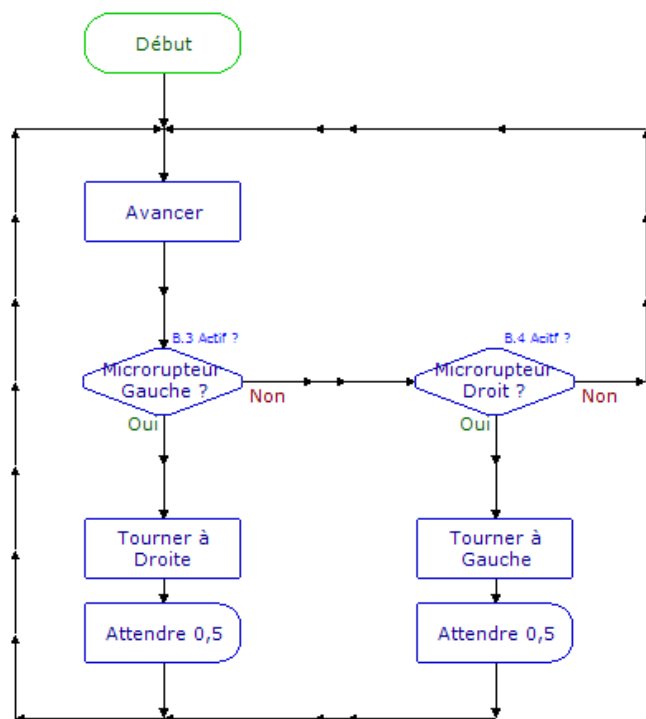 Début
Avancer
B.3 Actif ?
Microrupteur
Gauche ?
Non
Oui
B.4 Acitf ?
Microrupteur
Droit ?
Non
Oui
Tourner à
Droite
Tourner à
Gauche
Attendre 0,5
Attendre 0,5